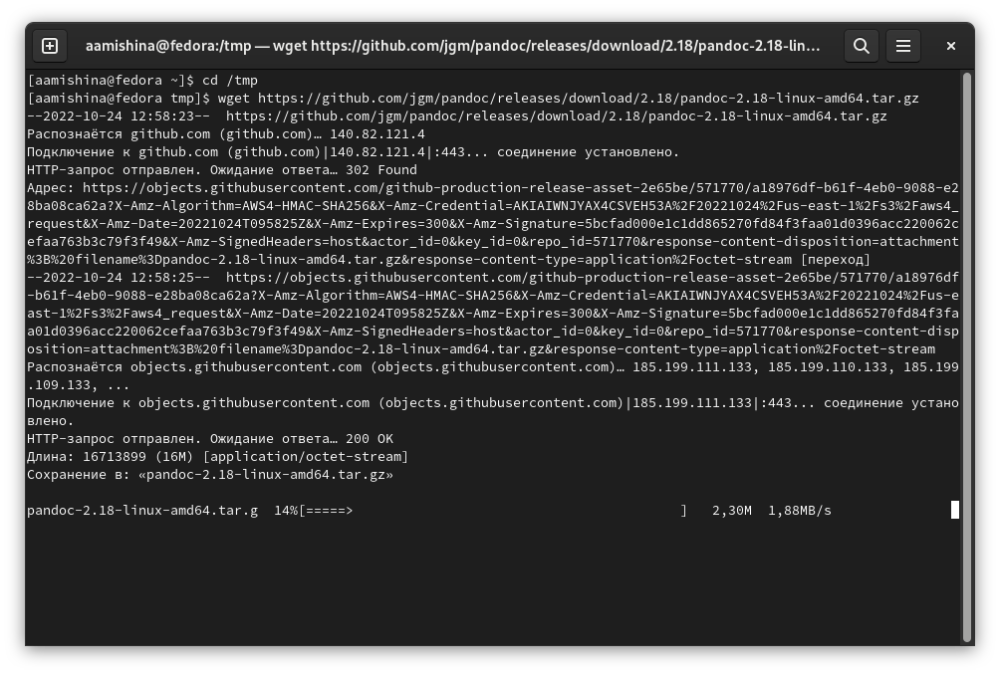 aamishina@fedora:/tmp — wget https://github.com/jgm/pandoc/releases/download/2.18/pandoc-2.18-lin…
[aamishina@fedora ~]$ cd /tmp
[aamishina@fedora tmp]$ wget https://github.com/jgm/pandoc/releases/download/2.18/pandoc-2.18-linux-amd64.tar.gz
--2022-10-24 12:58:23--  https://github.com/jgm/pandoc/releases/download/2.18/pandoc-2.18-linux-amd64.tar.gz
Распознаётся github.com (github.com)… 140.82.121.4
Подключение к github.com (github.com)|140.82.121.4|:443... соединение установлено.
HTTP-запрос отправлен. Ожидание ответа… 302 Found
Адрес: https://objects.githubusercontent.com/github-production-release-asset-2e65be/571770/a18976df-b61f-4eb0-9088-e2
8ba08ca62a?X-Amz-Algorithm=AWS4-HMAC-SHA256&X-Amz-Credential=AKIAIWNJYAX4CSVEH53A%2F20221024%2Fus-east-1%2Fs3%2Faws4_
request&X-Amz-Date=20221024T095825Z&X-Amz-Expires=300&X-Amz-Signature=5bcfad000e1c1dd865270fd84f3faa01d0396acc220062c
efaa763b3c79f3f49&X-Amz-SignedHeaders=host&actor_id=0&key_id=0&repo_id=571770&response-content-disposition=attachment
%3B%20filename%3Dpandoc-2.18-linux-amd64.tar.gz&response-content-type=application%2Foctet-stream [переход]
--2022-10-24 12:58:25--  https://objects.githubusercontent.com/github-production-release-asset-2e65be/571770/a18976df
-b61f-4eb0-9088-e28ba08ca62a?X-Amz-Algorithm=AWS4-HMAC-SHA256&X-Amz-Credential=AKIAIWNJYAX4CSVEH53A%2F20221024%2Fus-e
ast-1%2Fs3%2Faws4_request&X-Amz-Date=20221024T095825Z&X-Amz-Expires=300&X-Amz-Signature=5bcfad000e1c1dd865270fd84f3fa
a01d0396acc220062cefaa763b3c79f3f49&X-Amz-SignedHeaders=host&actor_id=0&key_id=0&repo_id=571770&response-content-disp
osition=attachment%3B%20filename%3Dpandoc-2.18-linux-amd64.tar.gz&response-content-type=application%2Foctet-stream
Распознаётся objects.githubusercontent.com (objects.githubusercontent.com)… 185.199.111.133, 185.199.110.133, 185.199
.109.133, ...
Подключение к objects.githubusercontent.com (objects.githubusercontent.com)|185.199.111.133|:443... соединение устано
влено.
HTTP-запрос отправлен. Ожидание ответа… 200 OK
Длина: 16713899 (16M) [application/octet-stream]
Сохранение в: «pandoc-2.18-linux-amd64.tar.gz»
pandoc-2.18-linux-amd64.tar.g  14%[=====>                                         ]   2,30M  1,88MB/s